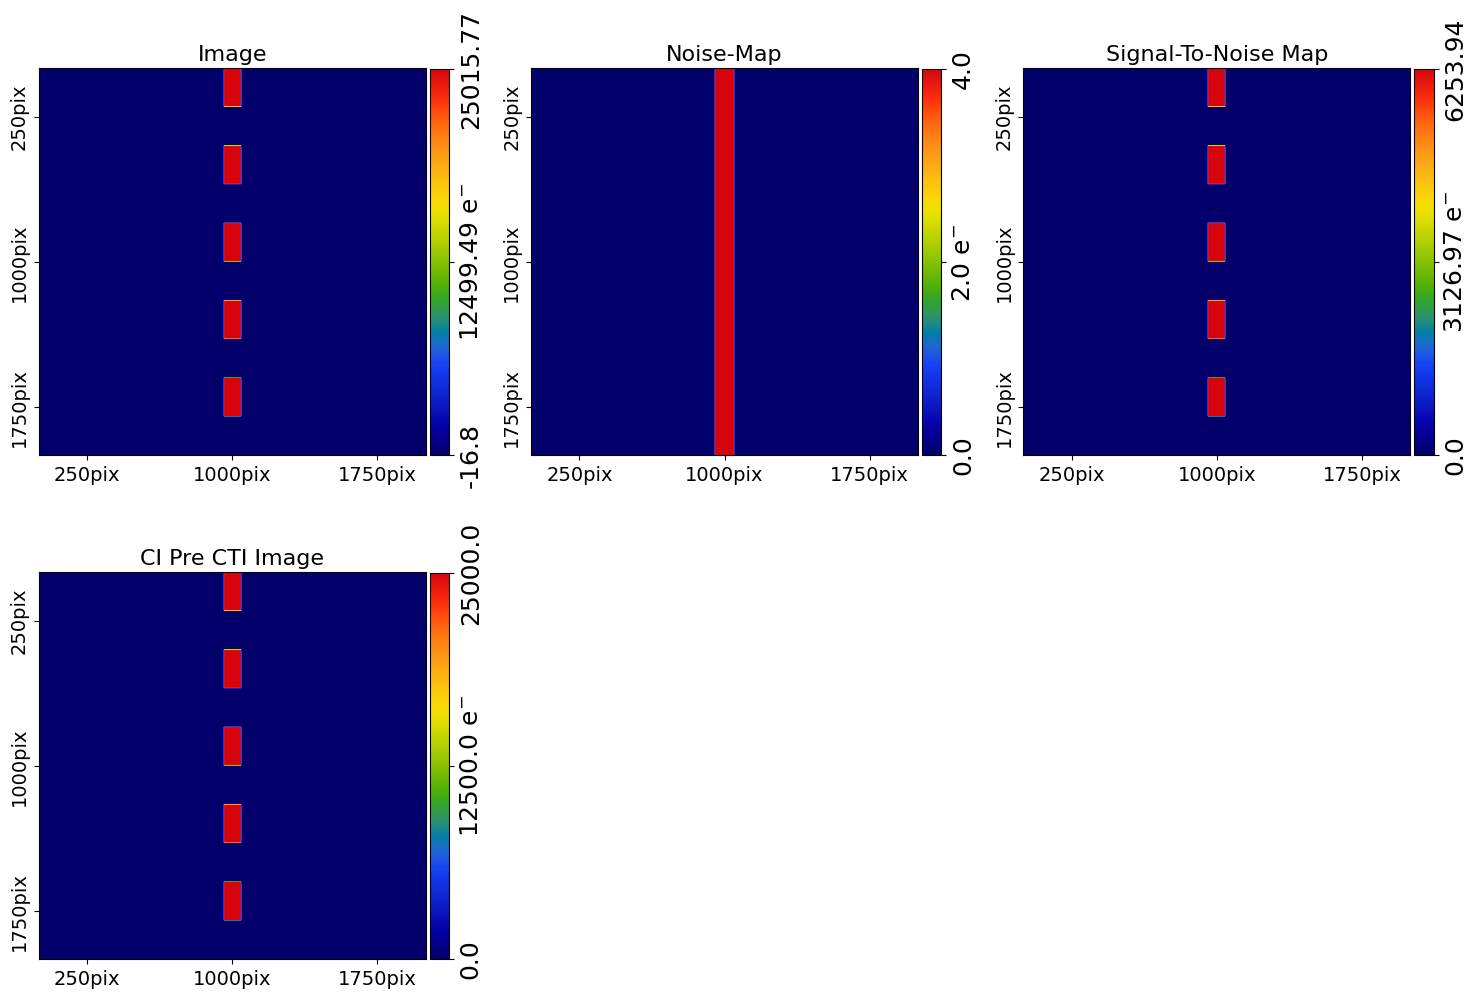 Image
250pix
1000pix
1750pix
250pix 1000pix 1750pix
25015.77
12499.49 e⁻
-16.8
Noise-Map
250pix
1000pix
1750pix
250pix 1000pix 1750pix
4.0
2.0 e⁻
0.0
Signal-To-Noise Map
250pix
1000pix
1750pix
250pix 1000pix 1750pix
6253.94
3126.97 e⁻
0.0
CI Pre CTI Image
250pix
1000pix
1750pix
250pix 1000pix 1750pix
25000.0
12500.0 e⁻
0.0